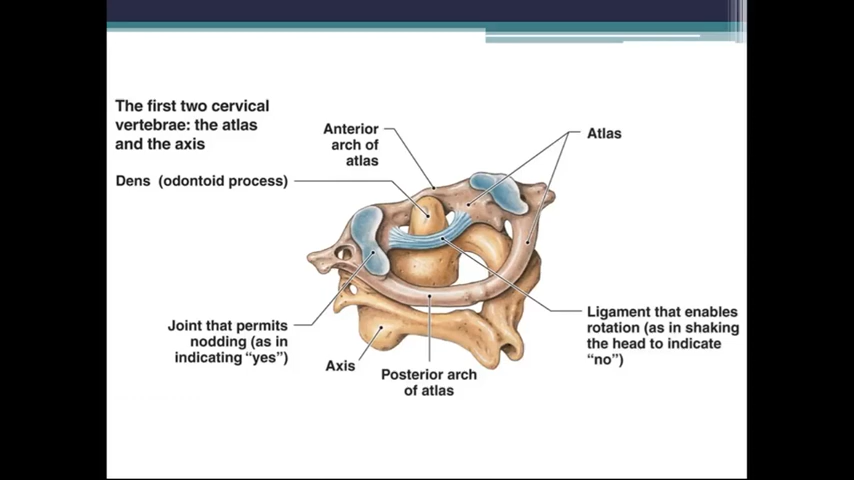 The first two cervical
vertebrae: the atlas
and the axis
Anterior
arch of
atlas
Atlas
Dens (odontoid process)
Joint that permits
nodding (as in
indicating “yes”)
Axis
Posterior arch
of atlas
Ligament that enables
rotation (as in shaking
the head to indicate
“no”)